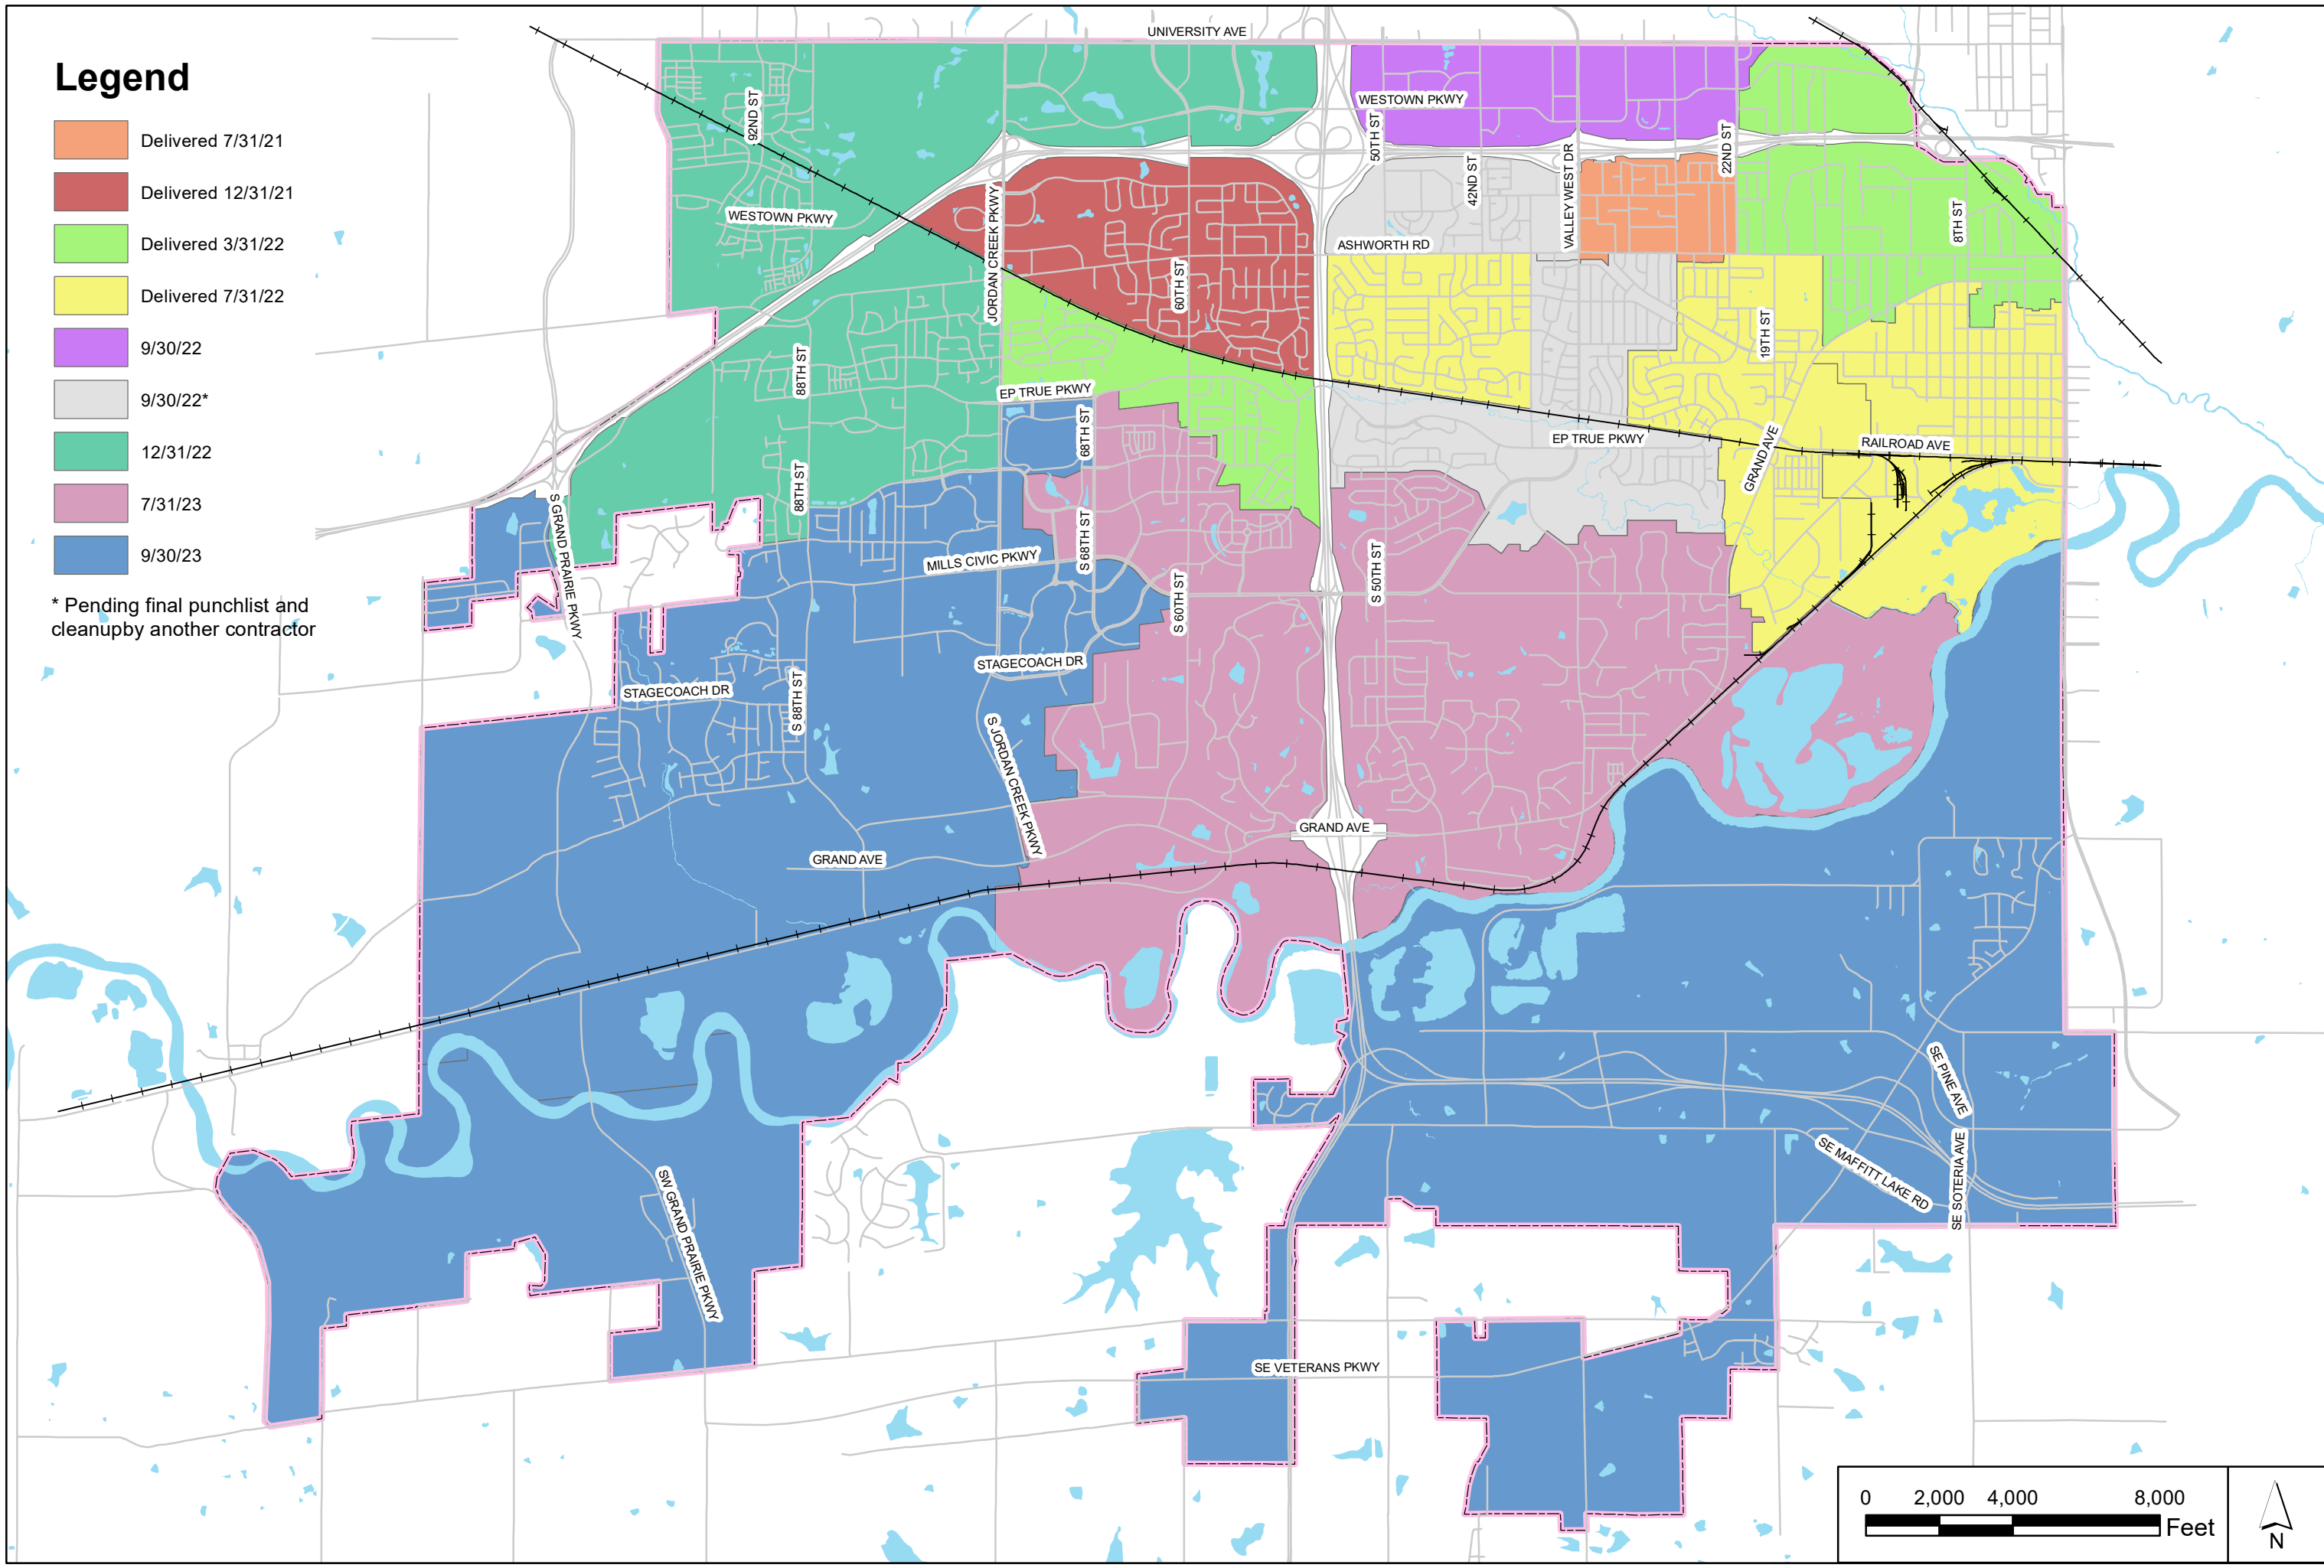 UNIVERSITY AVE
Legend
Delivered 7/31/21
Delivered 12/31/21
Delivered 3/31/22
Delivered 7/31/22
9/30/22
9/30/22*
12/31/22
7/31/23
9/30/23
* Pending final punchlist and
cleanupby another contractor
92ND ST
WESTOWN PKWY
50TH ST
42ND ST
VALLEY WEST DR
22ND ST
WESTOWN PKWY
JORDAN CREEK PKWY
60TH ST
ASHWORTH RD
8TH ST
19TH ST
88TH ST
EP TRUE PKWY
68TH ST
EP TRUE PKWY
GRAND AVE
RAILROAD AVE
88TH ST
S GRAND PRAIRIE PKWY
MILLS CIVIC PKWY
S 68TH ST
S 60TH ST
S 50TH ST
STAGECOACH DR
STAGECOACH DR
S 88TH ST
S JORDAN CREEK PKWY
GRAND AVE
GRAND AVE
SE PINE AVE
SE MAFFITT LAKE RD
SE SOTERIA AVE
SW GRAND PRAIRIE PKWY
SE VETERANS PKWY
0 2,000 4,000 8,000
Feet
N